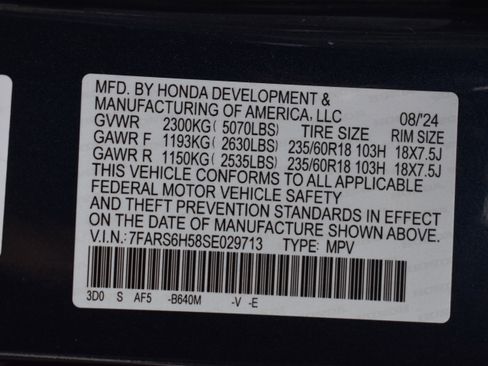 MFD. BY HONDA DEVELOPMENT &
MANUFACTURING OF AMERICA, LLC 08/'24
GVWR 2300KG ( 5070LBS) TIRE SIZE RIM SIZE
GAWR F 1193KG ( 2630LBS) 235/60R18 103H 18X7.5J
GAWR R 1150KG ( 2535LBS) 235/60R18 103H 18X7.5J
THIS VEHICLE CONFORMS TO ALL APPLICABLE
FEDERAL MOTOR VEHICLE SAFETY
AND THEFT PREVENTION STANDARDS IN EFFECT
ON THE DATE OF MANUFACTURE SHOWN ABOVE.
V.I.N.: 7FARS6H58SE029713 TYPE: MPV
3D0 S AF5 -B640M -V -E